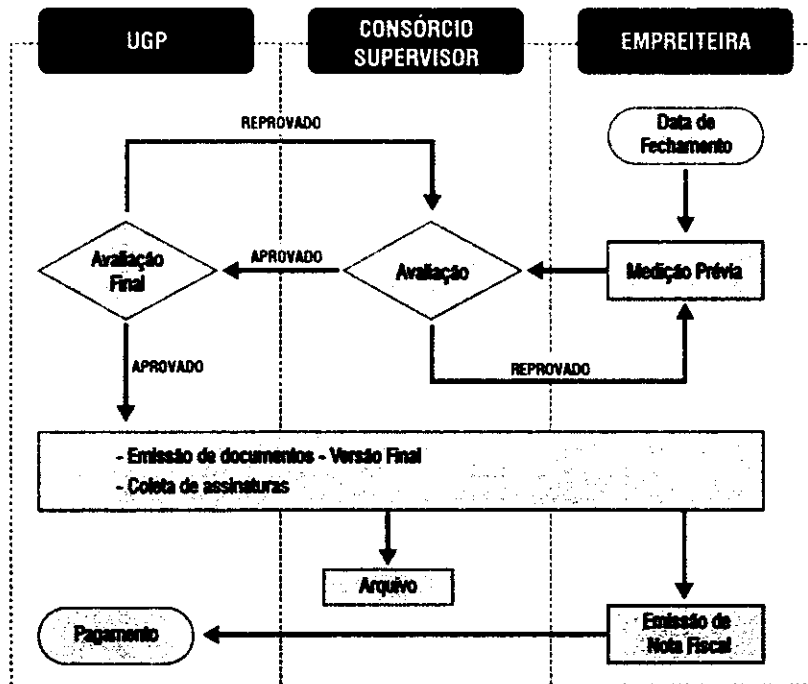 UGP
CONSÓRCIO
SUPERVISOR
EMPREITEIRA
REPROVADO
Data de
Fechamento
Avaliação
Final
APROVADO
Avaliação
Medição Prévia
APROVADO
REPROVADO
- Emissão de documentos - Versão Final
- Coleta de assinaturas
Arquivo
Pagamento
Emissão de
Nota Fiscal